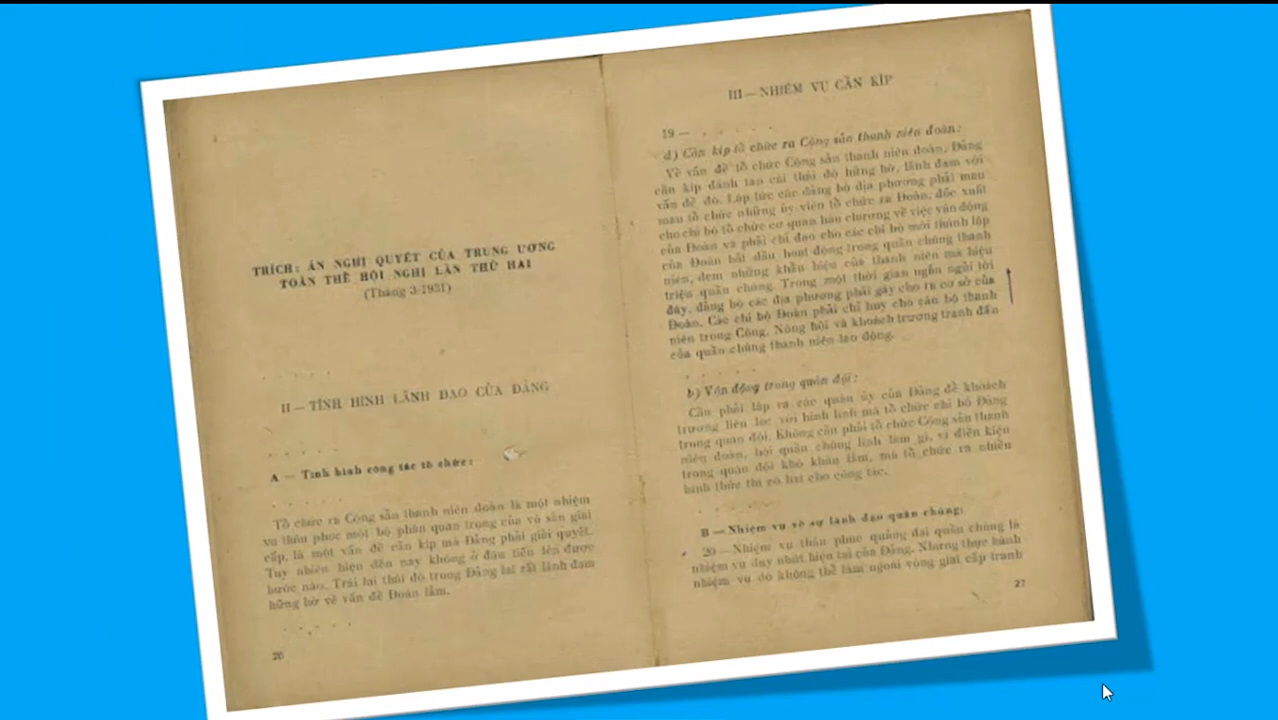 TRÍCH: ÁN NGHỊ QUYẾT CỦA TRUNG ƯƠNG
TOÀN THỂ HỘI NGHỊ LẦN THỨ HAI
(Tháng 3-1931)
. . . . . .
II — TÌNH HÌNH LÃNH ĐẠO CỦA ĐẢNG
. . . . .
A — Tình hình công tác tổ chức:
. . . . . .
Tổ chức ra Cộng sản thanh niên đoàn là một nhiệm
vụ thâu phục một bộ phận quan trọng của vô sản giai
cấp, là một vấn đề cần kíp mà Đảng phải giải quyết.
Tuy nhiên hiện đến nay không ở đâu tiến lên được
bước nào. Trái lại thái độ trong Đảng lại rất lãnh đạm
hững hờ về vấn đề Đoàn lắm.
. . . . . .
26
III — NHIỆM VỤ CẦN KÍP
19 — . . . . . .
d) Cần kíp tổ chức ra Cộng sản thanh niên đoàn:
Về vấn đề tổ chức Cộng sản thanh niên đoàn, Đảng
cần kíp đánh tan cái thái độ hững hờ, lãnh đạm với
vấn đề đó. Lập tức các đảng bộ địa phương phải mau
mau tổ chức những ủy viên tổ chức ra Đoàn, đốc xuất
cho chi bộ tổ chức cơ quan báo chương về việc vận động
của Đoàn và phải chỉ đạo cho các chi bộ mới thành lập
của Đoàn bắt đầu hoạt động trong quần chúng thanh
niên, đem những khẩu hiệu của thanh niên mà hiệu
triệu quần chúng. Trong một thời gian ngắn ngủi tới
đây, đảng bộ các địa phương phải gây cho ra cơ sở của
Đoàn. Các chi bộ Đoàn phải chỉ huy cho cán bộ thanh
niên trong Công, Nông hội và khoách trương tranh đấu
của quần chúng thanh niên lao động.
. . . . . .
b) Vận động trong quân đội:
Cần phải lập ra các quân ủy của Đảng để khoách
trương liên lạc với binh lính mà tổ chức chi bộ Đảng
trong quân đội. Không cần phải tổ chức Cộng sản thanh
niên đoàn, hội quần chúng lính làm gì, vì điều kiện
trong quân đội khó khăn lắm, mà tổ chức ra nhiều
hình thức thì có hại cho công tác.
. . . . . .
B — Nhiệm vụ về sự lãnh đạo quần chúng:
20 — Nhiệm vụ thâu phục quảng đại quần chúng là
nhiệm vụ duy nhất hiện tại của Đảng. Nhưng thực hành
nhiệm vụ đó không thể làm ngoài vòng giai cấp tranh
27